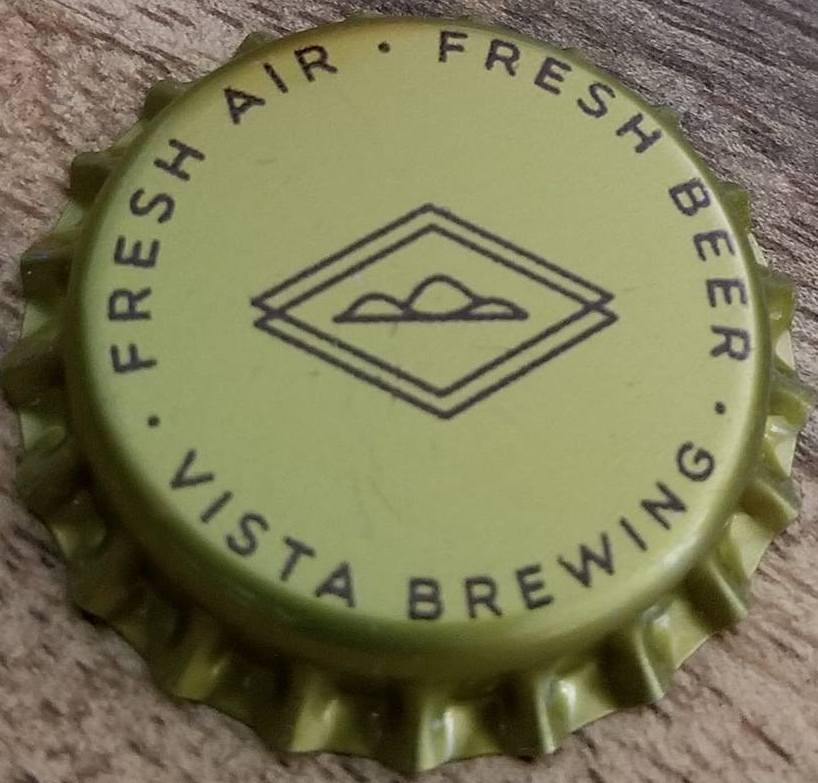 FRESH AIR · FRESH BEER ·
VISTA BREWING ·